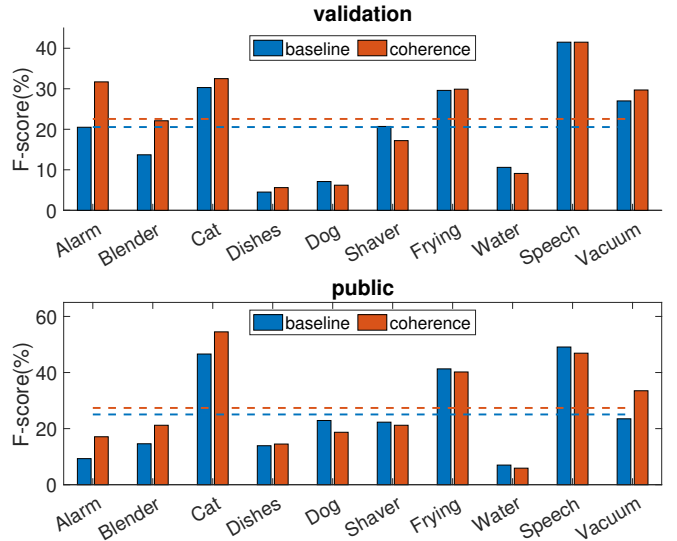 validation
baseline coherence
F-score(%)
40
30
20
10
0
Alarm Blender Cat Dishes Dog Shaver Frying Water Speech Vacuum
public
baseline coherence
F-score(%)
60
40
20
0
Alarm Blender Cat Dishes Dog Shaver Frying Water Speech Vacuum